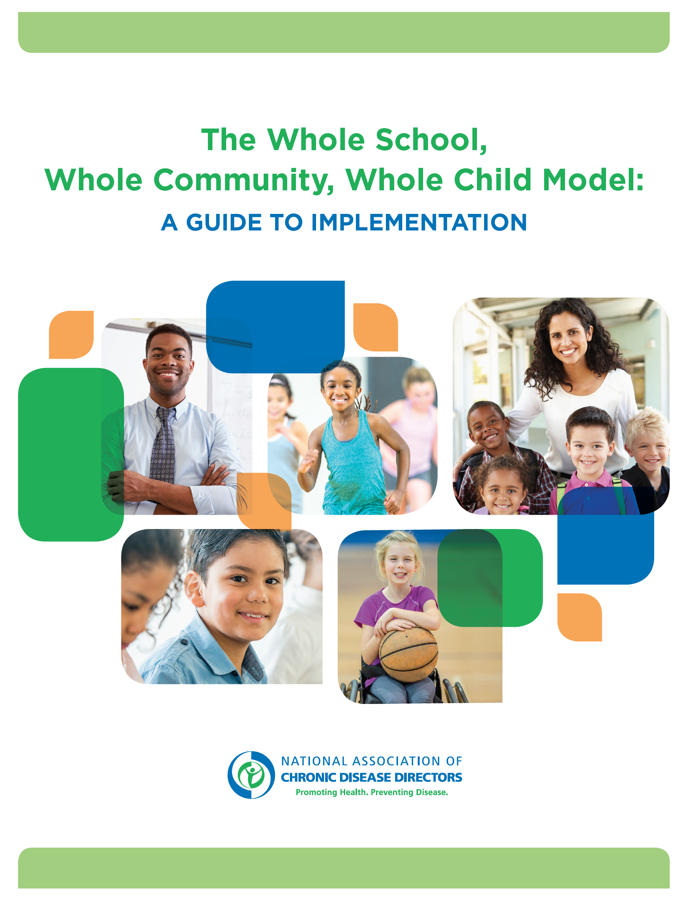 The Whole School,
Whole Community, Whole Child Model:
A GUIDE TO IMPLEMENTATION
NATIONAL ASSOCIATION OF
CHRONIC DISEASE DIRECTORS
Promoting Health. Preventing Disease.